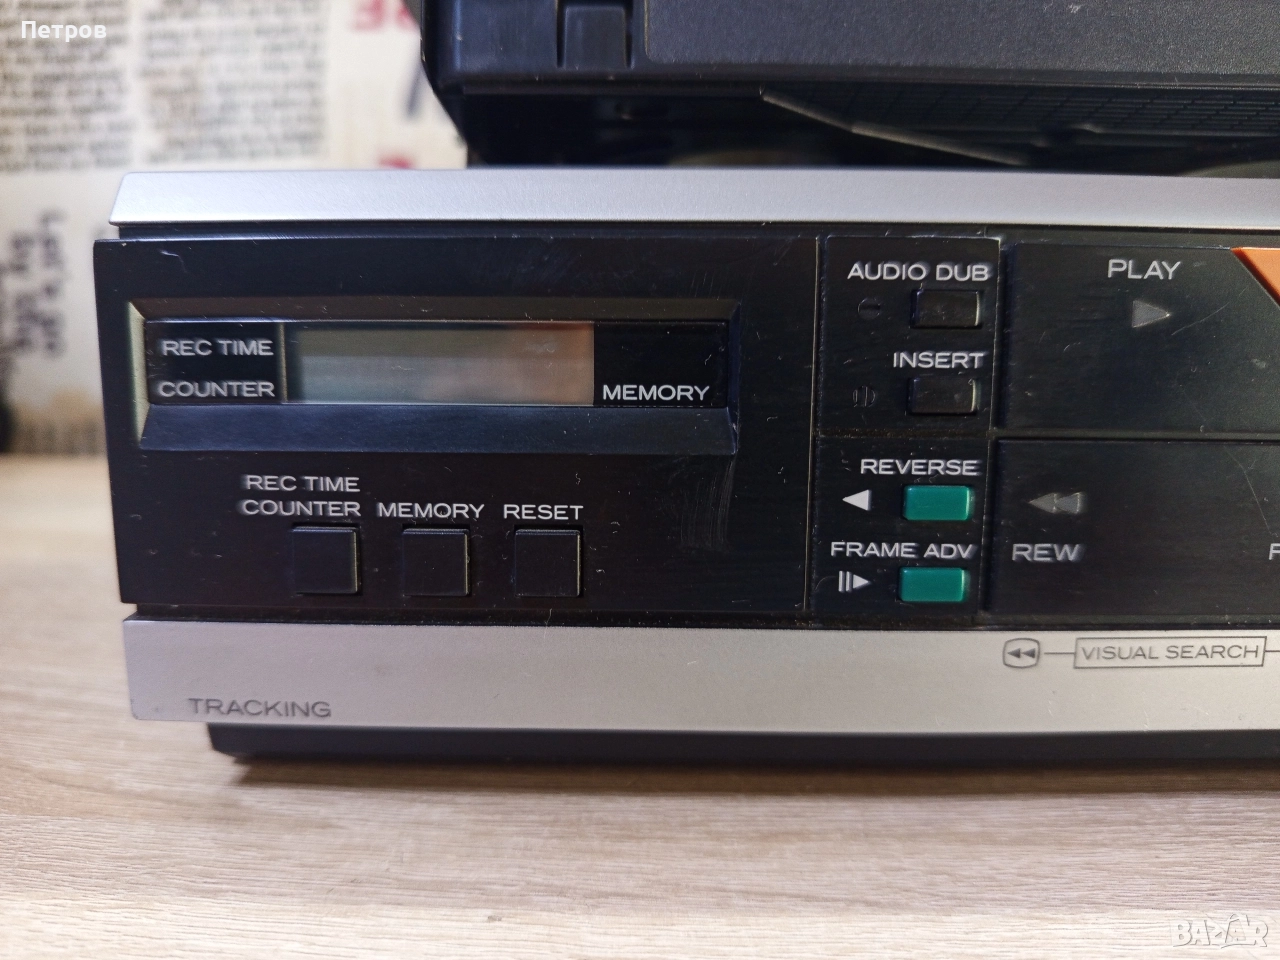 Петров
AUDIO DUB
PLAY
REC TIME
COUNTER
MEMORY
INSERT
REVERSE
REC TIME
COUNTER
MEMORY
RESET
FRAME ADV
REW
VISUAL SEARCH
TRACKING
BAZAR